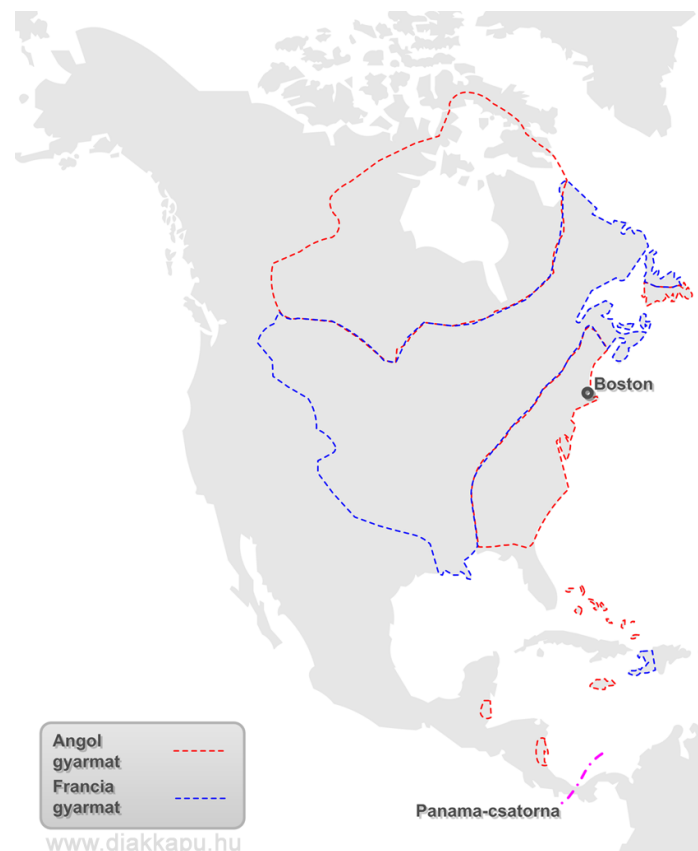 Boston
Angol
gyarmat
Francia
gyarmat
Panama-csatorna
www.diakkapu.hu